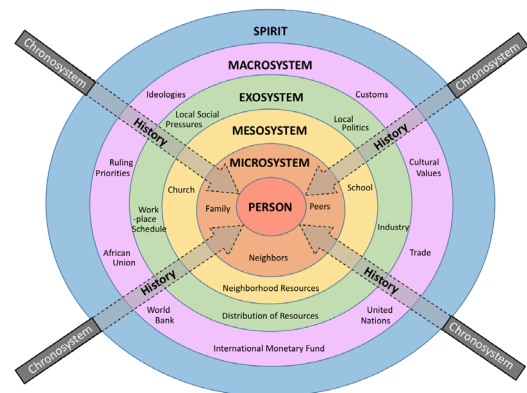 SPIRIT
Chronosystem
Chronosystem
MACROSYSTEM
Ideologies
Customs
EXOSYSTEM
Local Social
Pressures
Local
Politics
History
History
MESOSYSTEM
MICROSYSTEM
Ruling
Priorities
Cultural
Values
Church
School
Family
PERSON
Peers
Work
-place
Schedule
Industry
African
Union
Trade
Neighbors
History
History
Neighborhood Resources
World
Bank
Distribution of Resources
United
Nations
International Monetary Fund
Chronosystem
Chronosystem